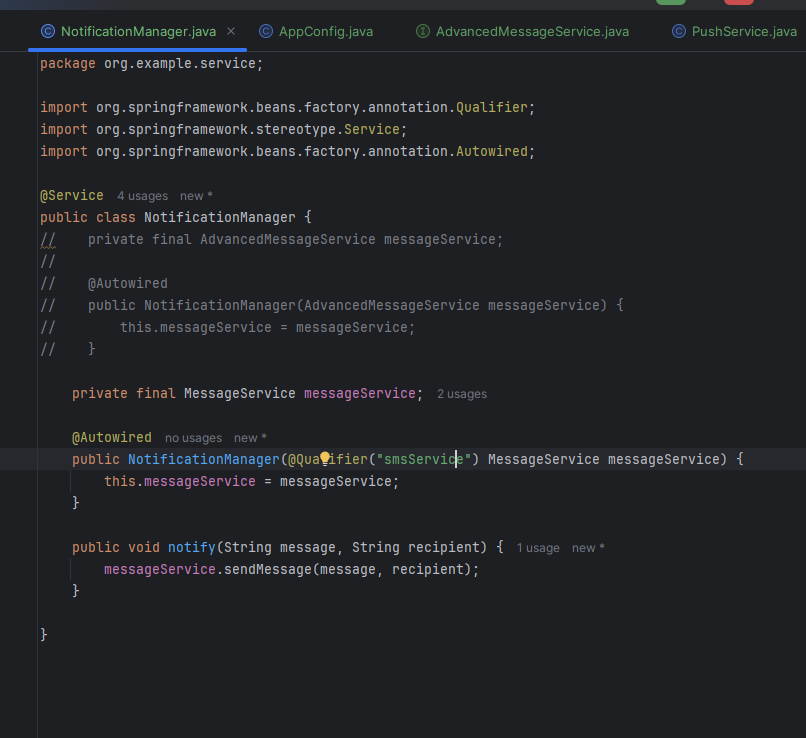 NotificationManager.java × AppConfig.java AdvancedMessageService.java PushService.java
package org.example.service;
import org.springframework.beans.factory.annotation.Qualifier;
import org.springframework.stereotype.Service;
import org.springframework.beans.factory.annotation.Autowired;
@Service 4 usages new *
public class NotificationManager {
//    private final AdvancedMessageService messageService;
//
//    @Autowired
//    public NotificationManager(AdvancedMessageService messageService) {
//        this.messageService = messageService;
//    }
    private final MessageService messageService; 2 usages
    @Autowired no usages new *
    public NotificationManager(@Qualifier("smsService") MessageService messageService) {
        this.messageService = messageService;
    }
    public void notify(String message, String recipient) { 1 usage new *
        messageService.sendMessage(message, recipient);
    }
}